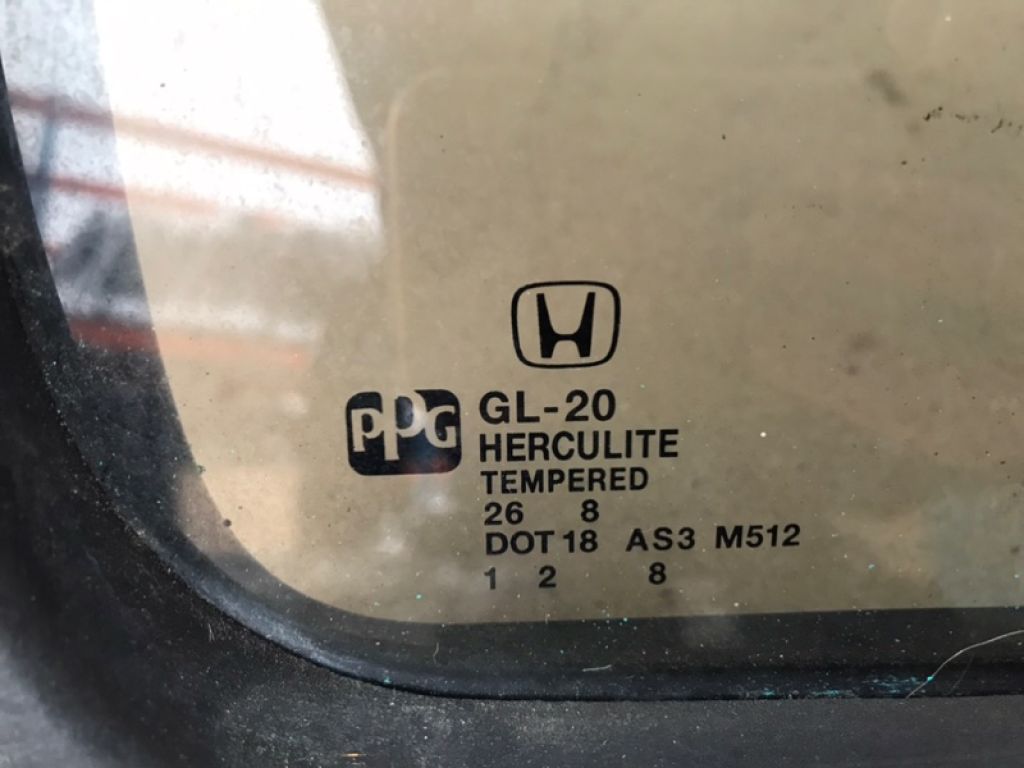 PPG GL-20
HERCULITE
TEMPERED
26 8
DOT 18 AS3 M512
1 2 8